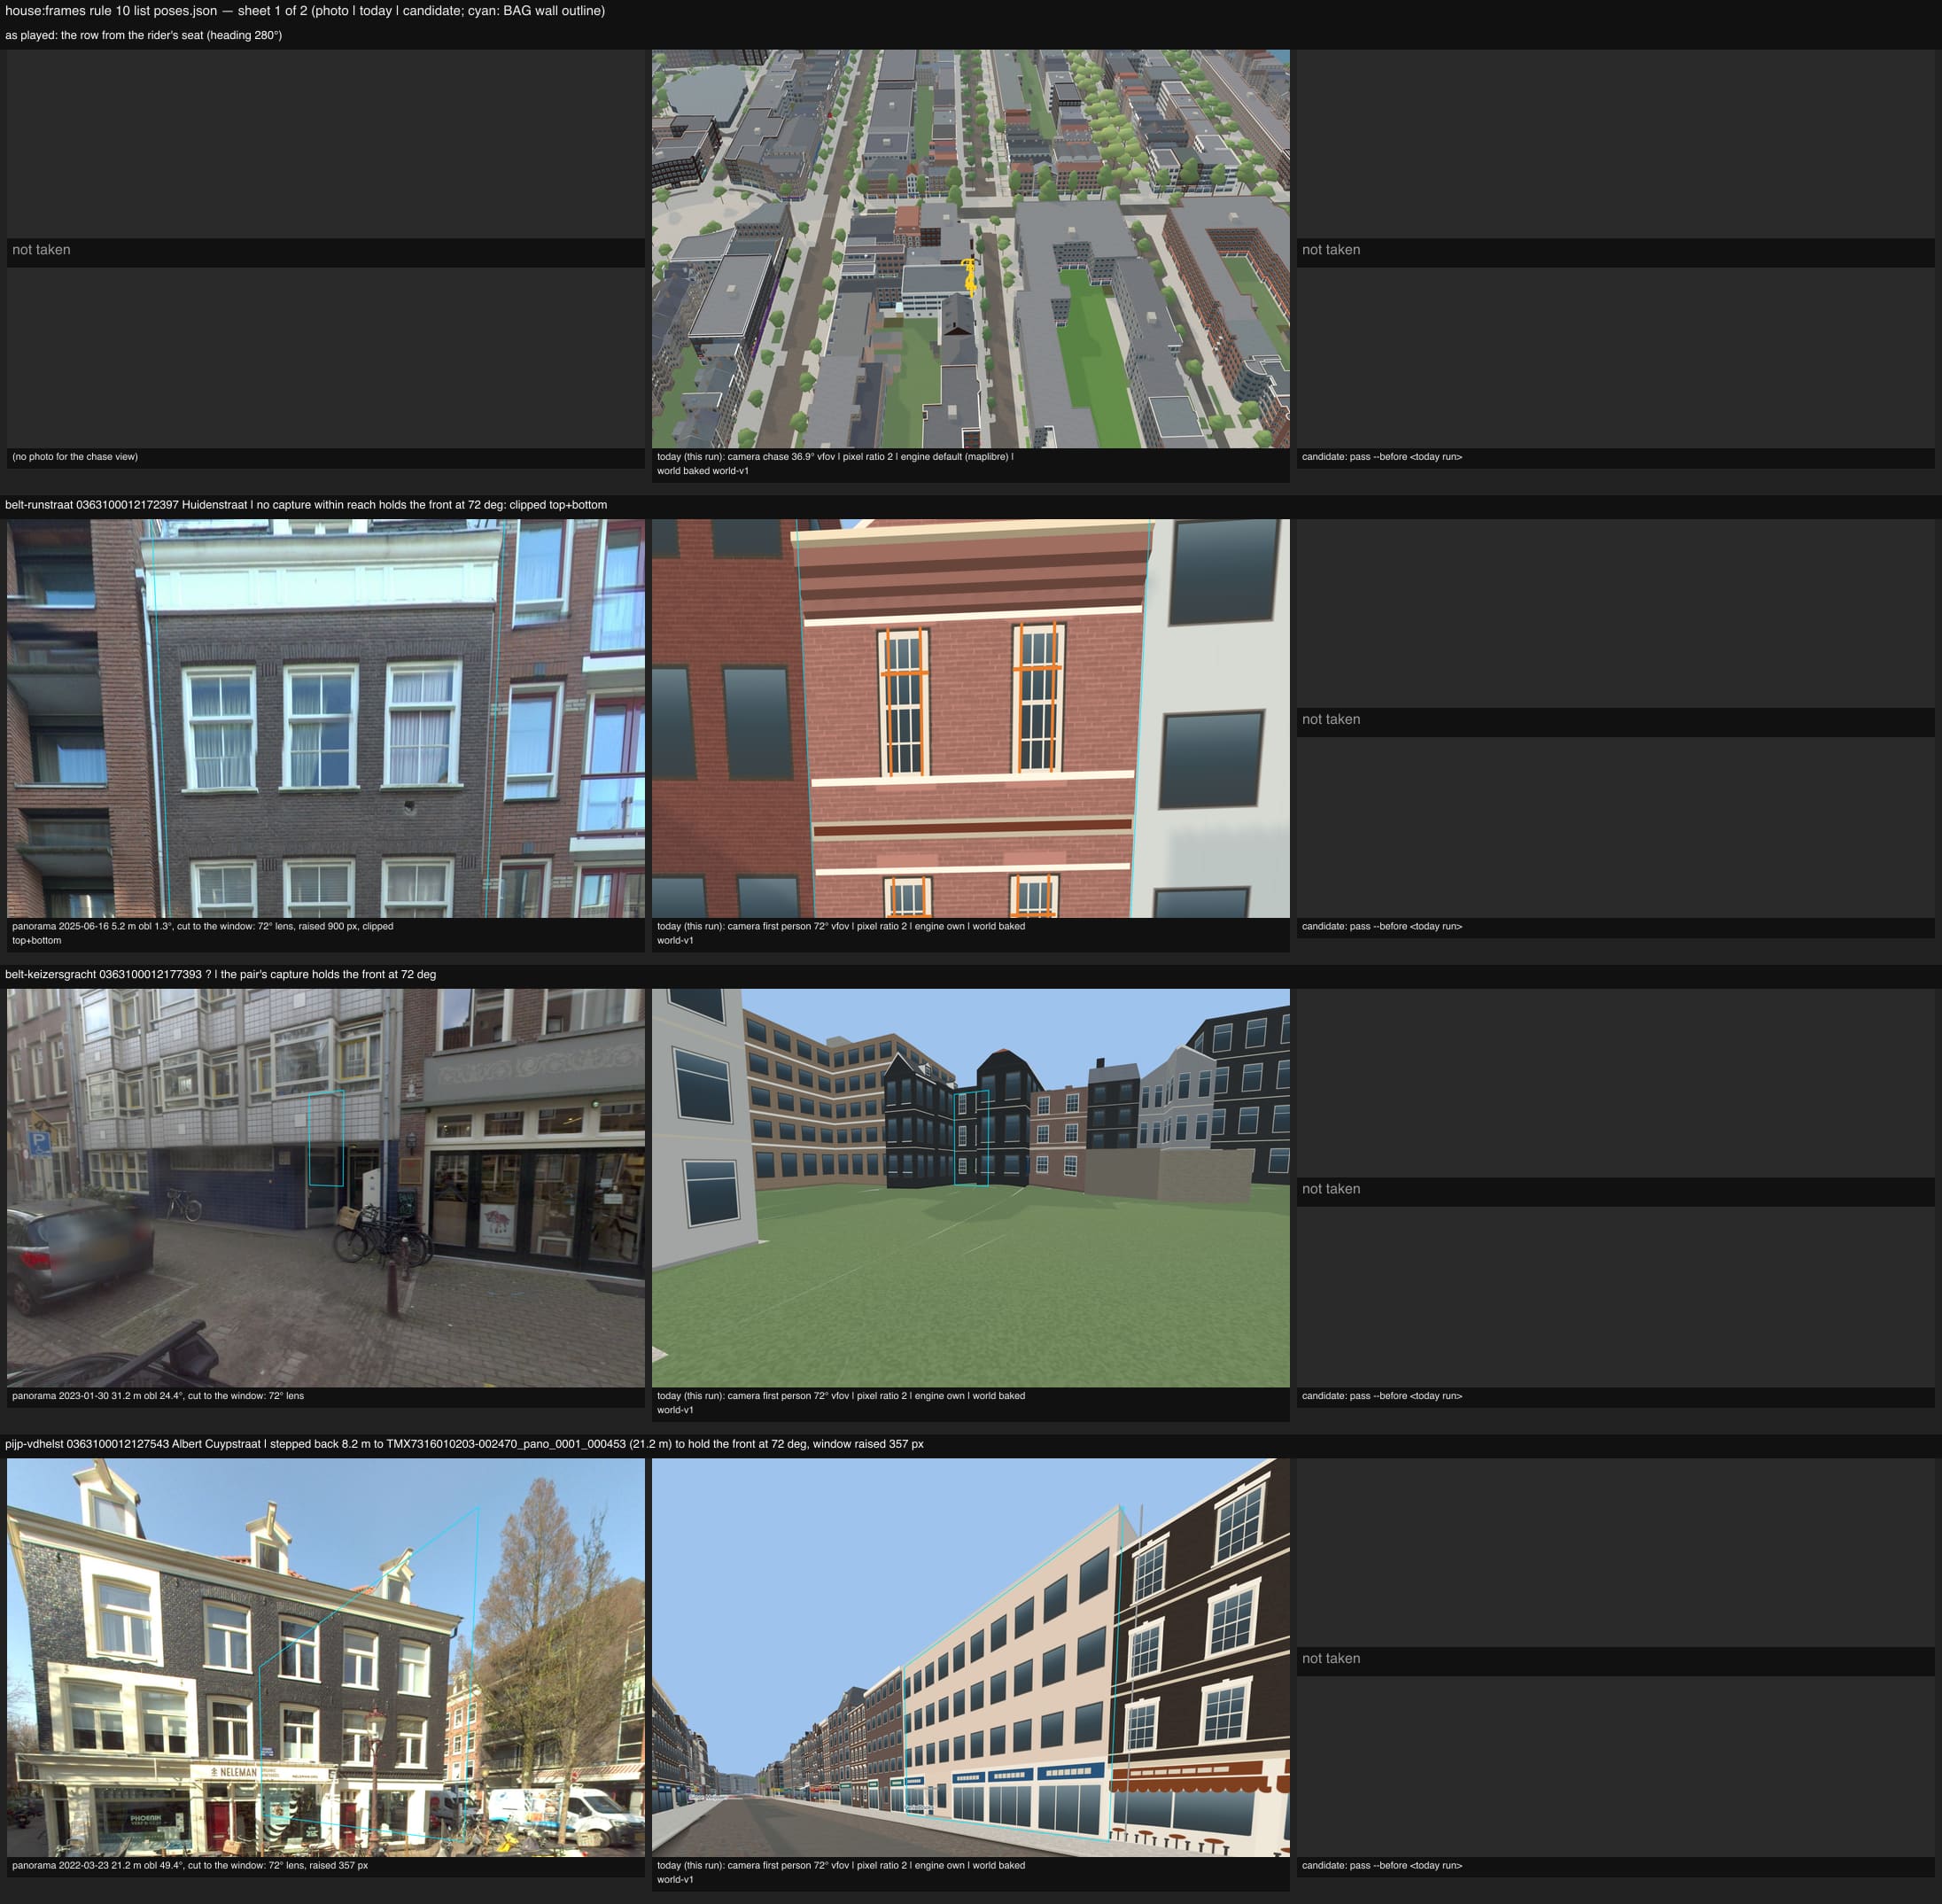 house:frames rule 10 list poses.json — sheet 1 of 2 (photo | today | candidate; cyan: BAG wall outline)
as played: the row from the rider's seat (heading 280°)
not taken
not taken
(no photo for the chase view)
today (this run): camera chase 36.9° vfov | pixel ratio 2 | engine default (maplibre) |
world baked world-v1
candidate: pass --before <today run>
belt-runstraat 0363100012172397 Huidenstraat | no capture within reach holds the front at 72 deg: clipped top+bottom
not taken
panorama 2025-06-16 5.2 m obl 1.3°, cut to the window: 72° lens, raised 900 px, clipped
top+bottom
today (this run): camera first person 72° vfov | pixel ratio 2 | engine own | world baked
world-v1
candidate: pass --before <today run>
belt-keizersgracht 0363100012177393 ? | the pair's capture holds the front at 72 deg
P
not taken
panorama 2023-01-30 31.2 m obl 24.4°, cut to the window: 72° lens
today (this run): camera first person 72° vfov | pixel ratio 2 | engine own | world baked
world-v1
candidate: pass --before <today run>
pijp-vdhelst 0363100012127543 Albert Cuypstraat | stepped back 8.2 m to TMX7316010203-002470_pano_0001_000453 (21.2 m) to hold the front at 72 deg, window raised 357 px
NELEMAN
PHOENIX
not taken
panorama 2022-03-23 21.2 m obl 49.4°, cut to the window: 72° lens, raised 357 px
today (this run): camera first person 72° vfov | pixel ratio 2 | engine own | world baked
world-v1
candidate: pass --before <today run>